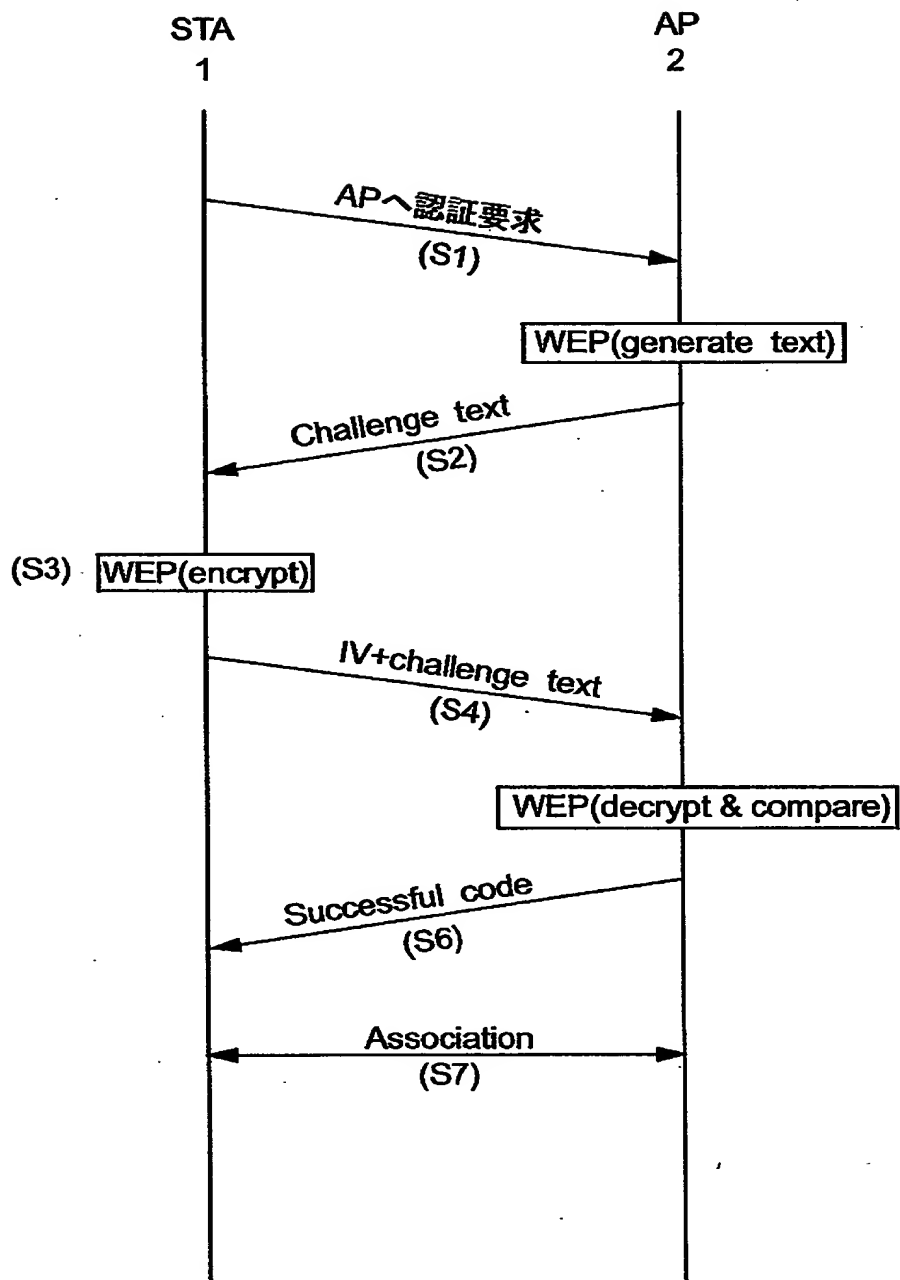 STA
1
AP
2
APへ認証要求
(S1)
WEP(generate text)
Challenge text
(S2)
(S3)
WEP(encrypt)
IV+challenge text
(S4)
WEP(decrypt & compare)
Successful code
(S6)
Association
(S7)